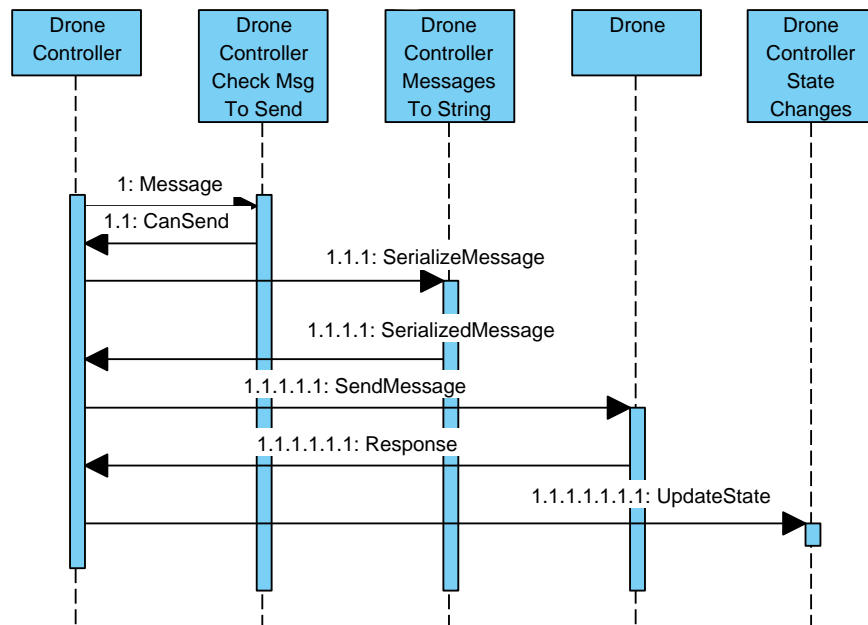 Drone
Controller
Drone
Controller
Check Msg
To Send
Drone
Controller
Messages
To String
Drone
Drone
Controller
State
Changes
1: Message
1.1: CanSend
1.1.1: SerializeMessage
1.1.1.1: SerializedMessage
1.1.1.1.1: SendMessage
1.1.1.1.1.1: Response
1.1.1.1.1.1.1: UpdateState